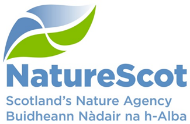 NatureScot
Scotland's Nature Agency
Buidheann Nàdair na h-Alba